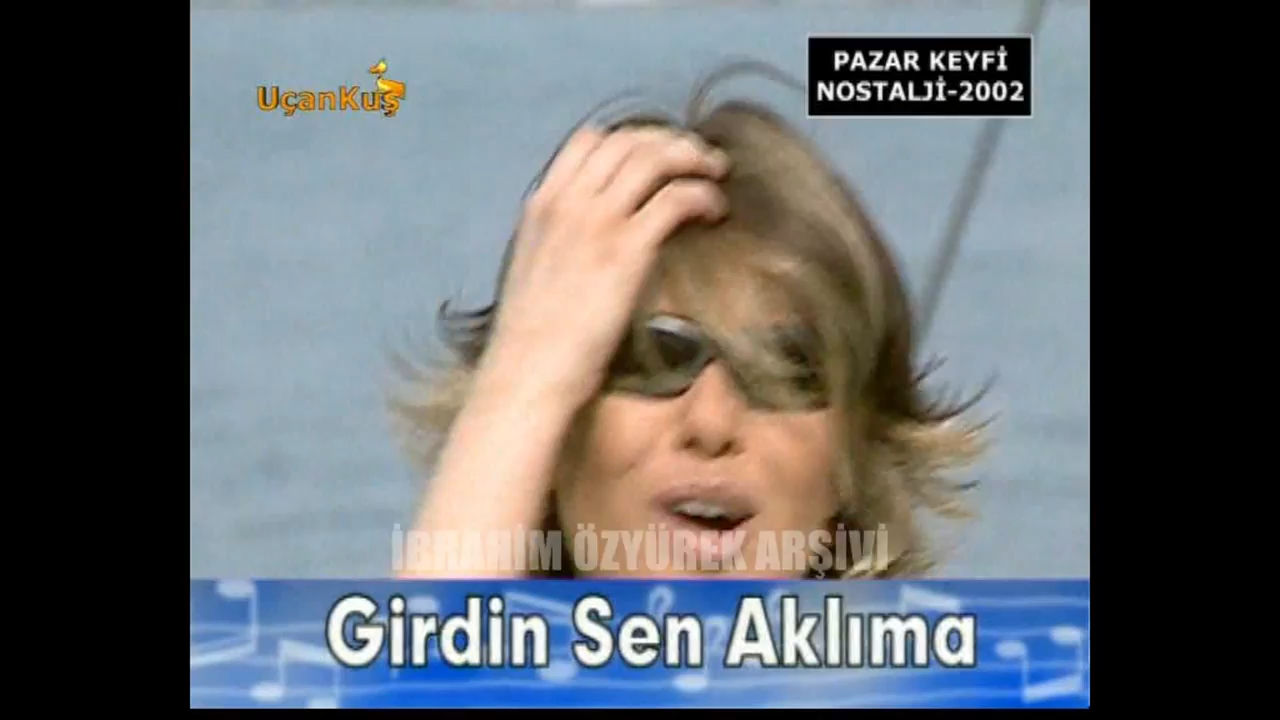 UçanKuş
PAZAR KEYFİ
NOSTALJİ-2002
İBRAHİM ÖZYÜREK ARŞİVİ
Girdin Sen Aklıma